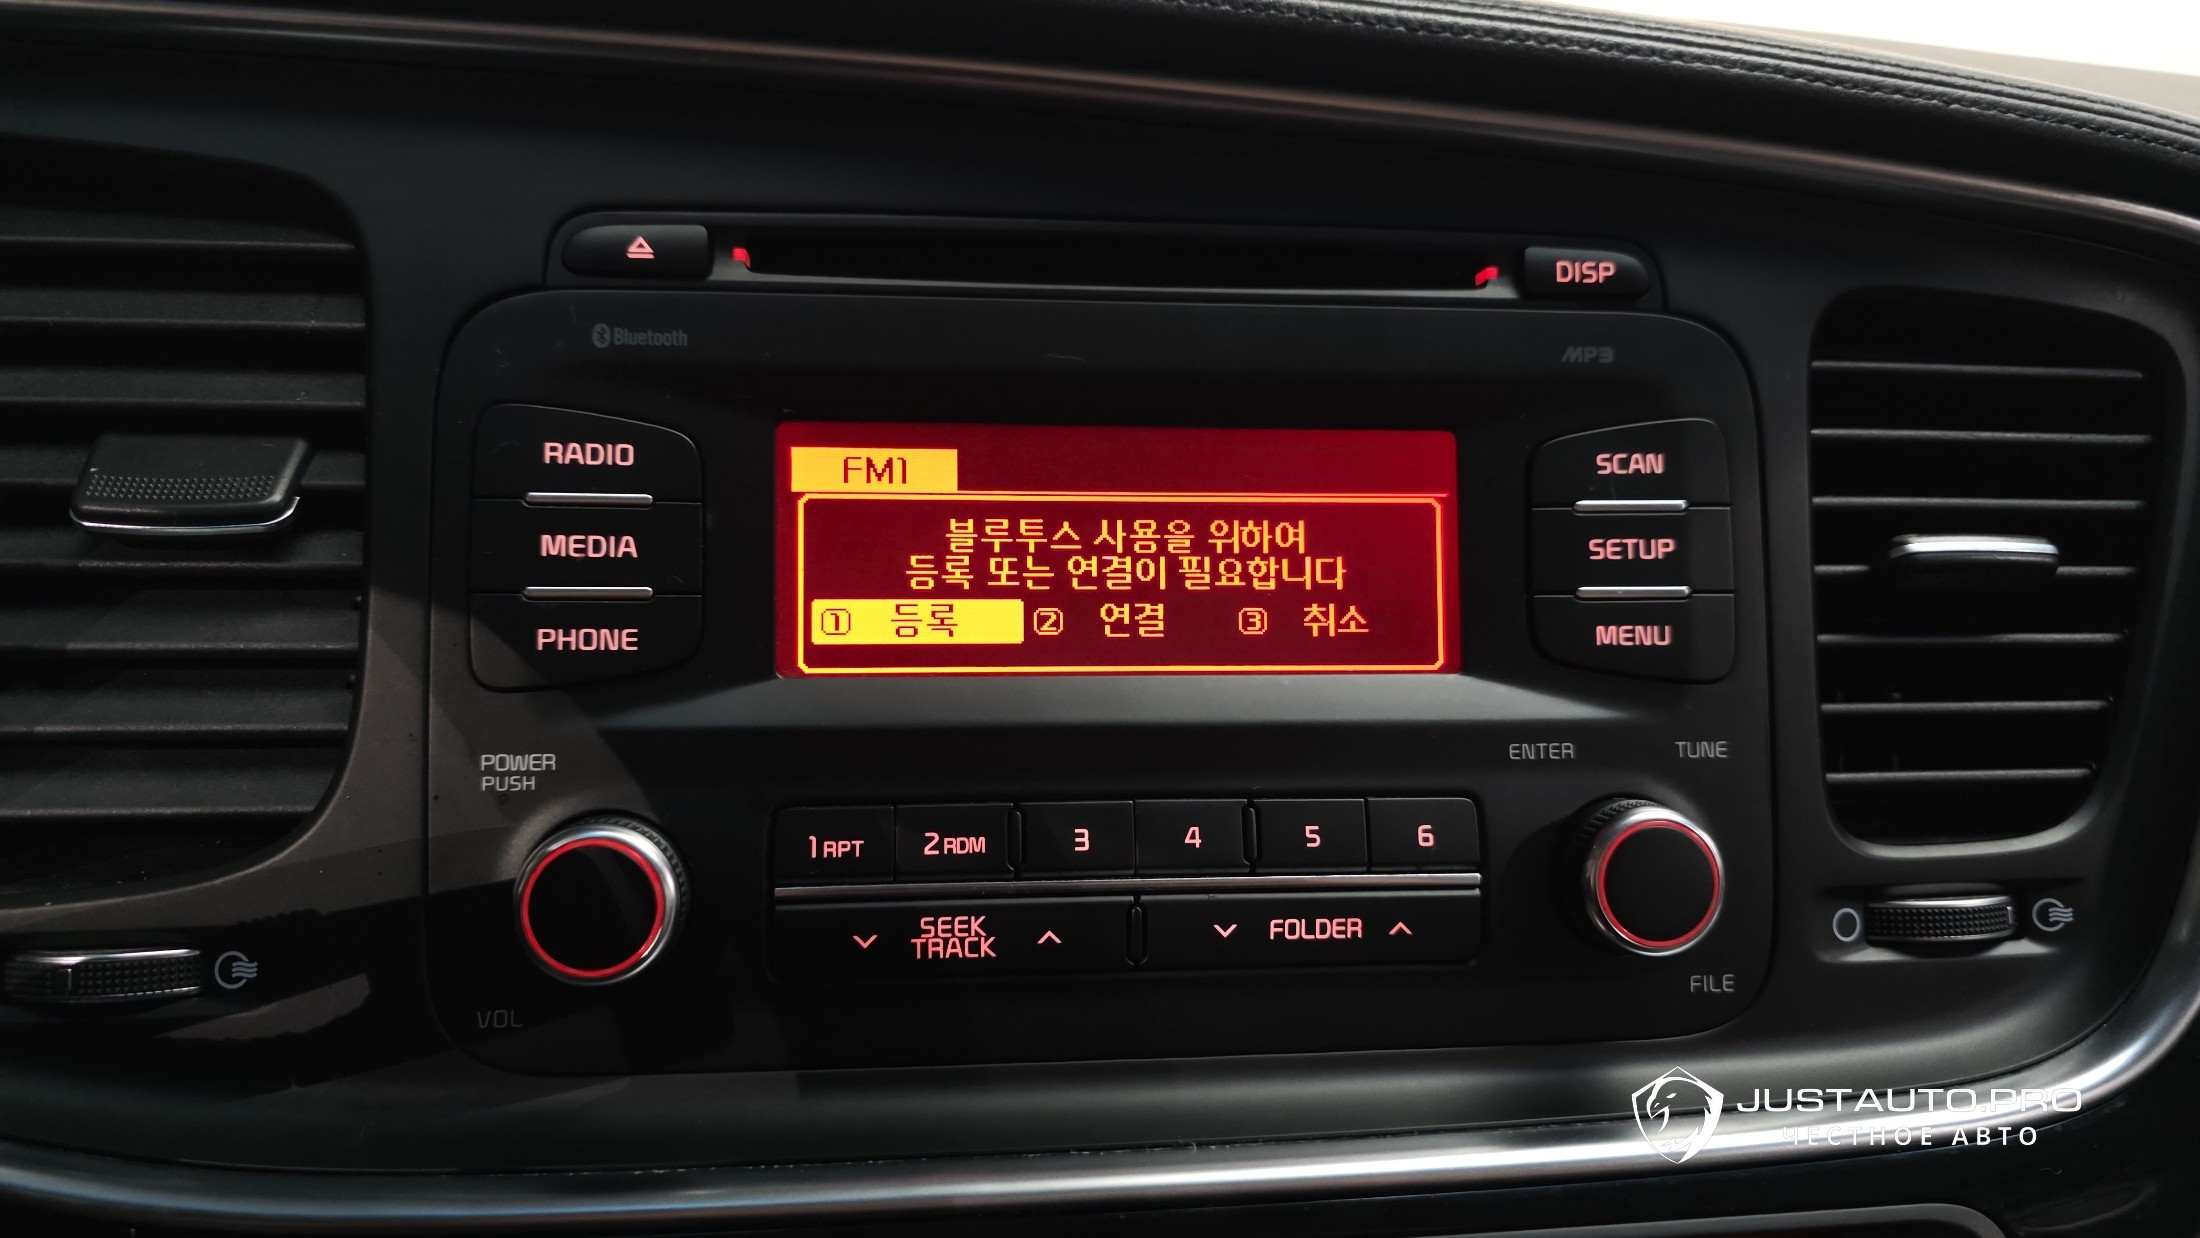 DISP
Bluetooth
MP3
RADIO
MEDIA
PHONE
FM1
블루투스 사용을 위하여
등록 또는 연결이 필요합니다
① 등록 ② 연결 ③ 취소
SCAN
SETUP
MENU
POWER
PUSH
VOL
1 RPT 2 RDM 3 4 5 6
SEEK
TRACK
FOLDER
ENTER
TUNE
FILE
JUSTAUTO.PRO
ЧЕСТНОЕ АВТО